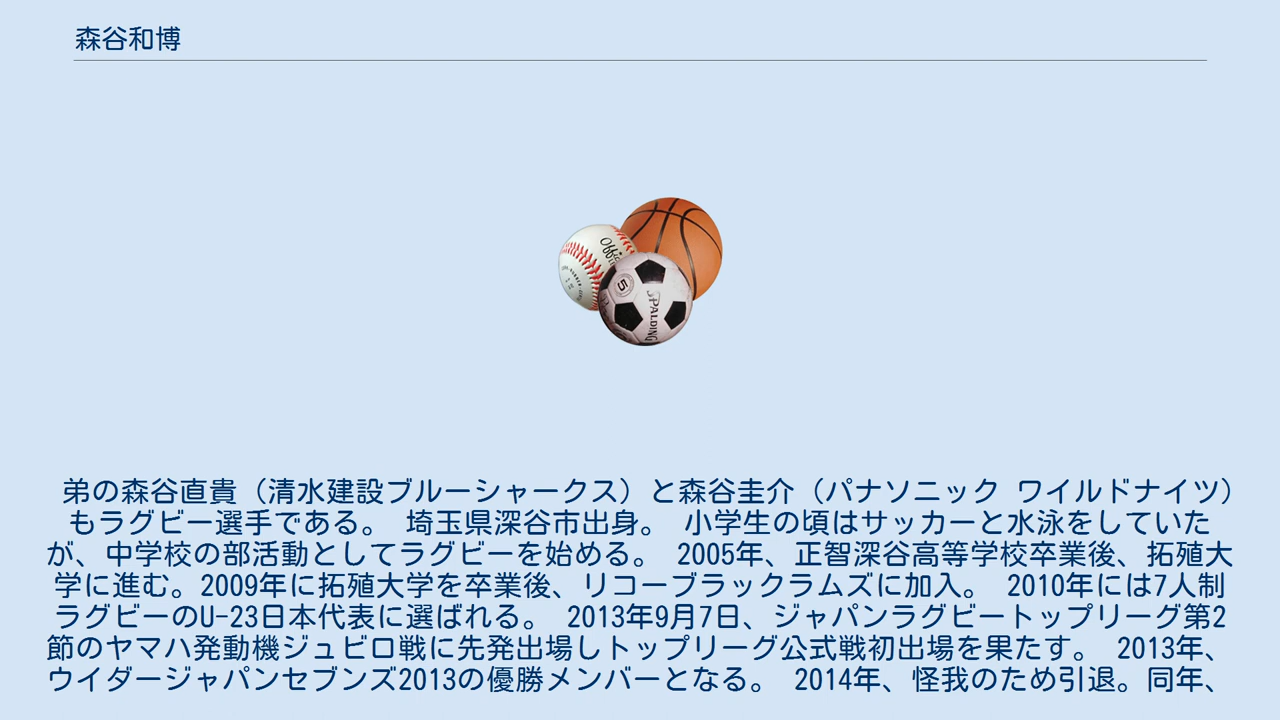 森谷和博
Offic
5
SPALDING
弟の森谷直貴（清水建設ブルーシャークス）と森谷圭介（パナソニック ワイルドナイツ）
もラグビー選手である。 埼玉県深谷市出身。 小学生の頃はサッカーと水泳をしていた
が、中学校の部活動としてラグビーを始める。 2005年、正智深谷高等学校卒業後、拓殖大
学に進む。2009年に拓殖大学を卒業後、リコーブラックラムズに加入。 2010年には7人制
ラグビーのU-23日本代表に選ばれる。 2013年9月7日、ジャパンラグビートップリーグ第2
節のヤマハ発動機ジュビロ戦に先発出場しトップリーグ公式戦初出場を果たす。 2013年、
ウイダージャパンセブンズ2013の優勝メンバーとなる。 2014年、怪我のため引退。同年、